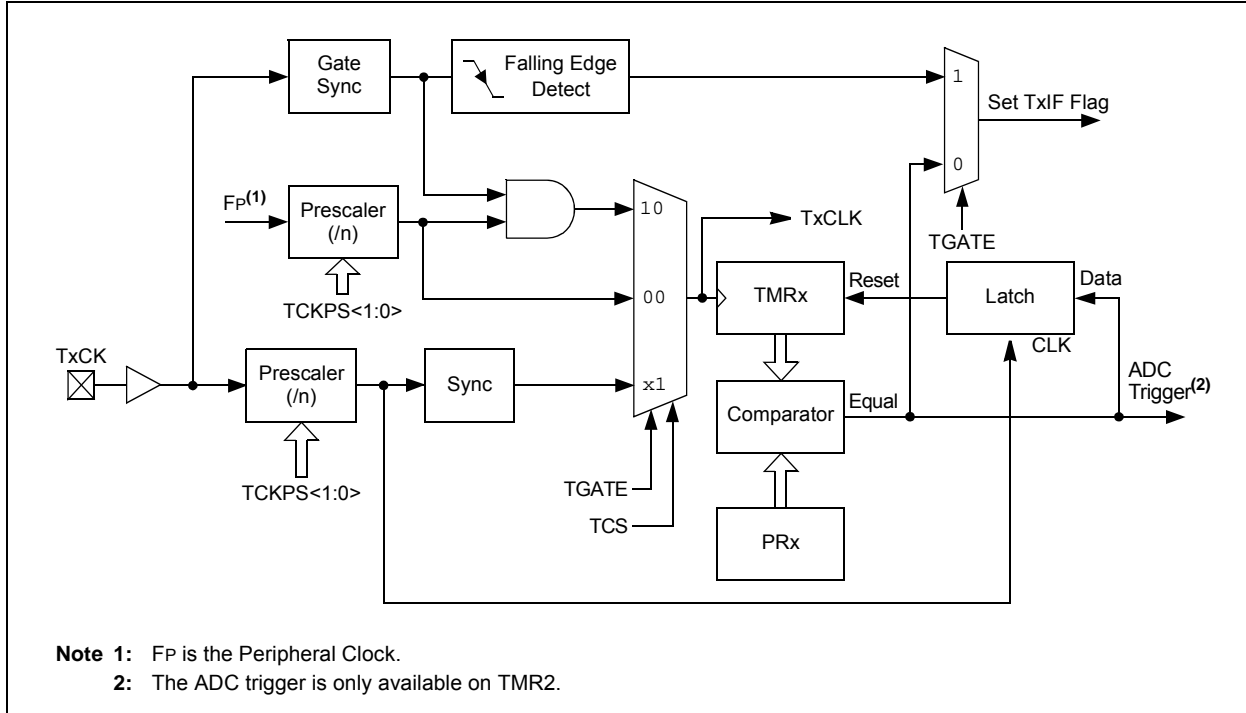 Gate
Sync
Falling Edge
Detect
1
0
Set TxIF Flag
TGATE
FP(1)
Prescaler
(/n)
TCKPS<1:0>
10
00
x1
TxCLK
TMRx
Reset
Latch
Data
CLK
TxCK
Prescaler
(/n)
TCKPS<1:0>
Sync
Comparator
Equal
ADC
Trigger(2)
TGATE
TCS
PRx
Note 1: FP is the Peripheral Clock.
2: The ADC trigger is only available on TMR2.